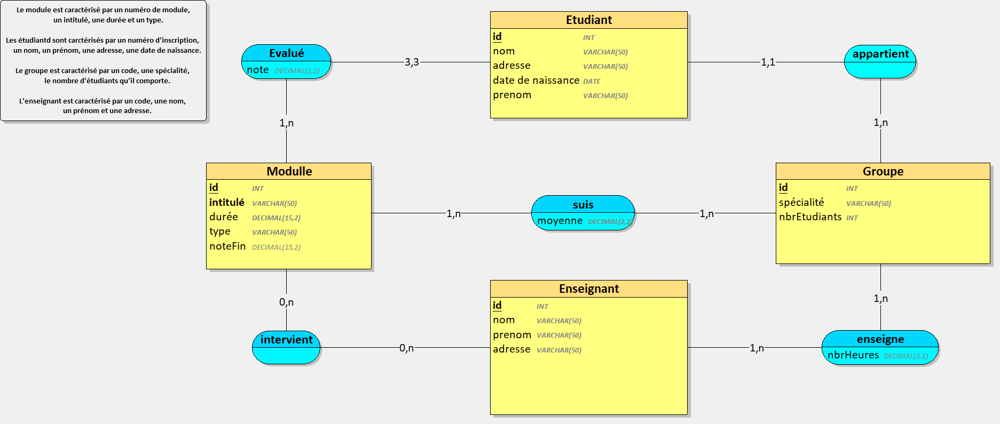 Le module est caractérisé par un numéro de module,
un intitulé, une durée et un type.
Les étudiantd sont carctérisés par un numéro d'inscription,
un nom, un prénom, une adresse, une date de naissance.
Le groupe est caractérisé par un code, une spécialité,
le nombre d'étudiants qu'il comporte.
L'enseignant est caractérisé par un code, une nom,
un prénom et une adresse.
Evalué
note DECIMAL(2,2)
3,3
Etudiant
id INT
nom VARCHAR(50)
adresse VARCHAR(50)
date de naissance DATE
prenom VARCHAR(50)
1,1
appartient
1,n
1,n
Modulle
id INT
intitulé VARCHAR(50)
durée DECIMAL(15,2)
type VARCHAR(50)
noteFin DECIMAL(15,2)
1,n
suis
moyenne DECIMAL(2,2)
1,n
Groupe
id INT
spécialité VARCHAR(50)
nbrEtudiants INT
0,n
1,n
intervient
0,n
Enseignant
id INT
nom VARCHAR(50)
prenom VARCHAR(50)
adresse VARCHAR(50)
1,n
enseigne
nbrHeures DECIMAL(3,2)